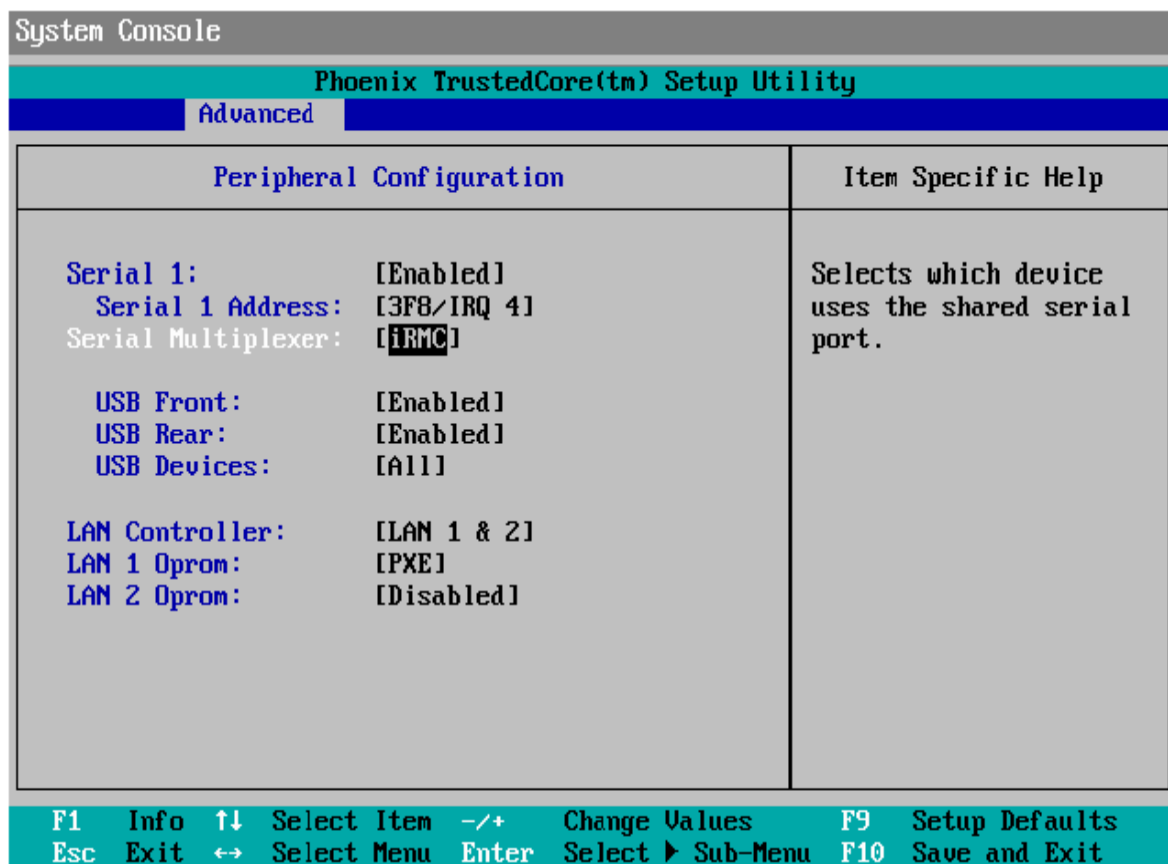 System Console
Phoenix TrustedCore(tm) Setup Utility
Advanced
Peripheral Configuration
Item Specific Help
Serial 1: [Enabled]
Serial 1 Address: [3F8/IRQ 4]
Serial Multiplexer: [iRMC]
USB Front: [Enabled]
USB Rear: [Enabled]
USB Devices: [All]
LAN Controller: [LAN 1 & 2]
LAN 1 Oprom: [PXE]
LAN 2 Oprom: [Disabled]
Selects which device
uses the shared serial
port.
F1 Info ↑↓ Select Item -/+ Change Values F9 Setup Defaults
Esc Exit ↔ Select Menu Enter Select ▶ Sub-Menu F10 Save and Exit